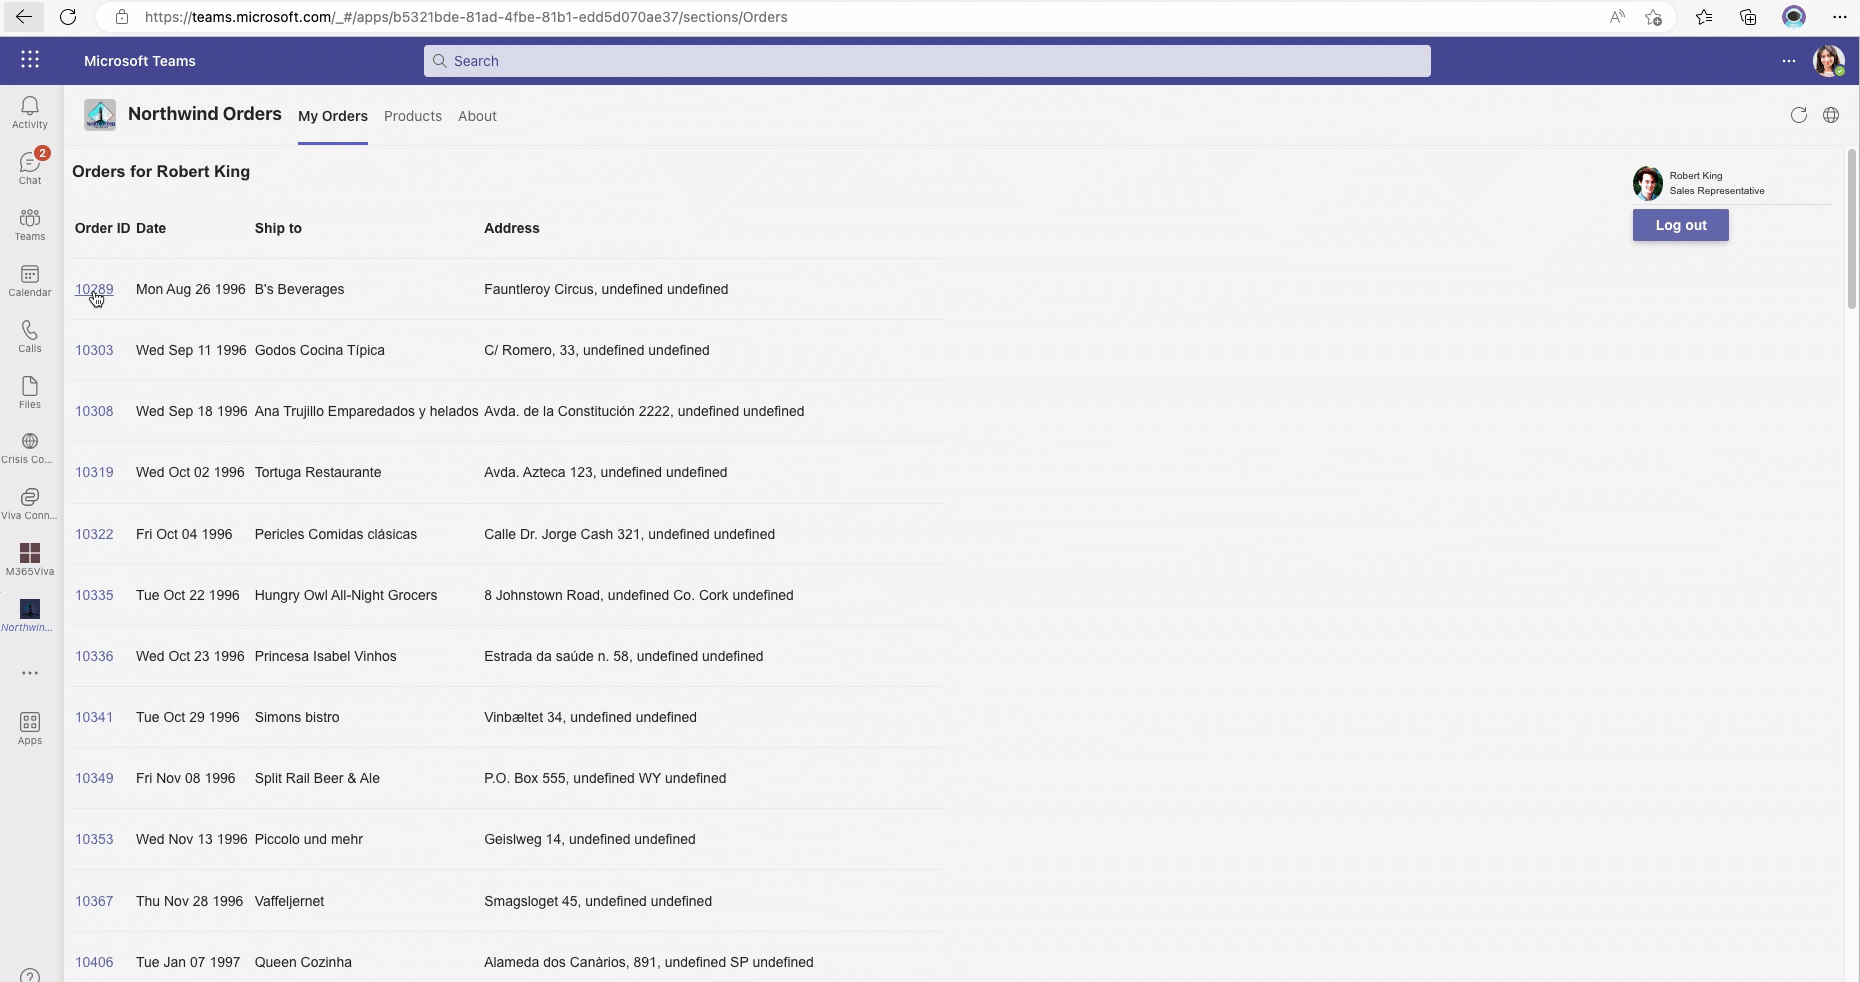 https://teams.microsoft.com/_#/apps/b5321bde-81ad-4fbe-81b1-edd5d070ae37/sections/Orders
Microsoft Teams
Search
Activity
2
Chat
Teams
Calendar
Calls
Files
Crisis Co...
Viva Conn...
M365Viva
Northwin...
Apps
Northwind Orders My Orders Products About
Orders for Robert King
Robert King
Sales Representative
Log out
Order ID Date Ship to Address
10289 Mon Aug 26 1996 B's Beverages Fauntleroy Circus, undefined undefined
10303 Wed Sep 11 1996 Godos Cocina Típica C/ Romero, 33, undefined undefined
10308 Wed Sep 18 1996 Ana Trujillo Emparedados y helados Avda. de la Constitución 2222, undefined undefined
10319 Wed Oct 02 1996 Tortuga Restaurante Avda. Azteca 123, undefined undefined
10322 Fri Oct 04 1996 Pericles Comidas clásicas Calle Dr. Jorge Cash 321, undefined undefined
10335 Tue Oct 22 1996 Hungry Owl All-Night Grocers 8 Johnstown Road, undefined Co. Cork undefined
10336 Wed Oct 23 1996 Princesa Isabel Vinhos Estrada da saúde n. 58, undefined undefined
10341 Tue Oct 29 1996 Simons bistro Vinbæltet 34, undefined undefined
10349 Fri Nov 08 1996 Split Rail Beer & Ale P.O. Box 555, undefined WY undefined
10353 Wed Nov 13 1996 Piccolo und mehr Geislweg 14, undefined undefined
10367 Thu Nov 28 1996 Vaffeljernet Smagsloget 45, undefined undefined
10406 Tue Jan 07 1997 Queen Cozinha Alameda dos Canàrios, 891, undefined SP undefined